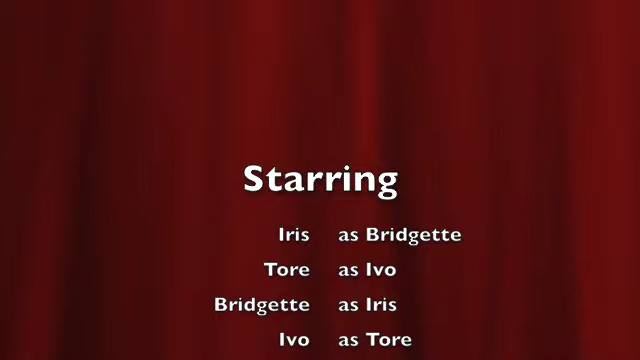 Starring
Iris as Bridgette
Tore as Ivo
Bridgette as Iris
Ivo as Tore